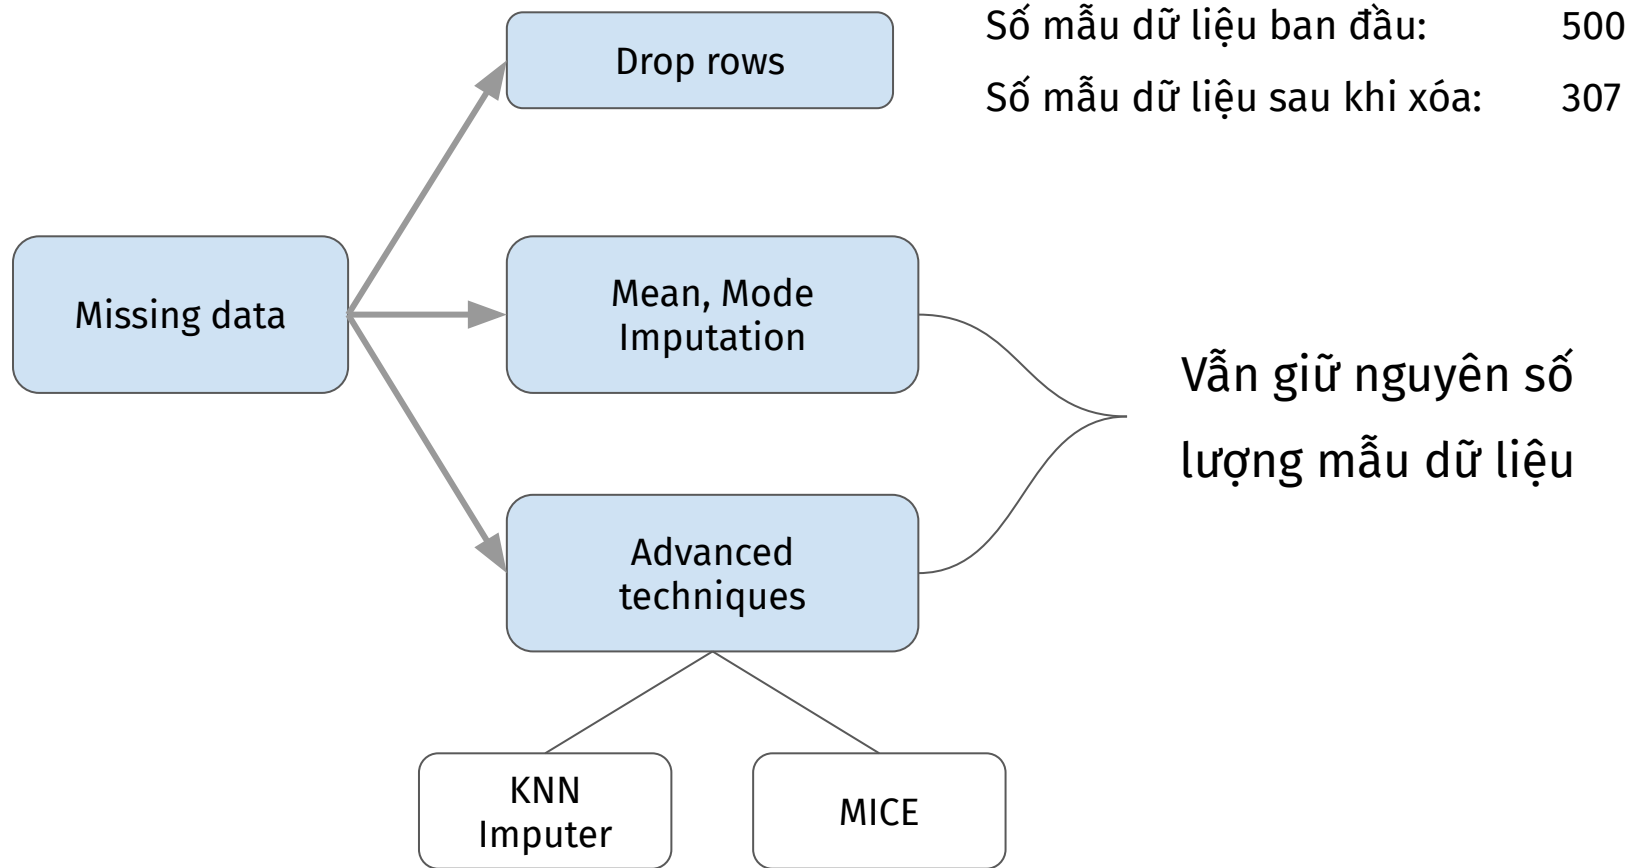 Drop rows
Số mẫu dữ liệu ban đầu: 500
Số mẫu dữ liệu sau khi xóa: 307
Missing data
Mean, Mode
Imputation
Vẫn giữ nguyên số
lượng mẫu dữ liệu
Advanced
techniques
KNN
Imputer
MICE